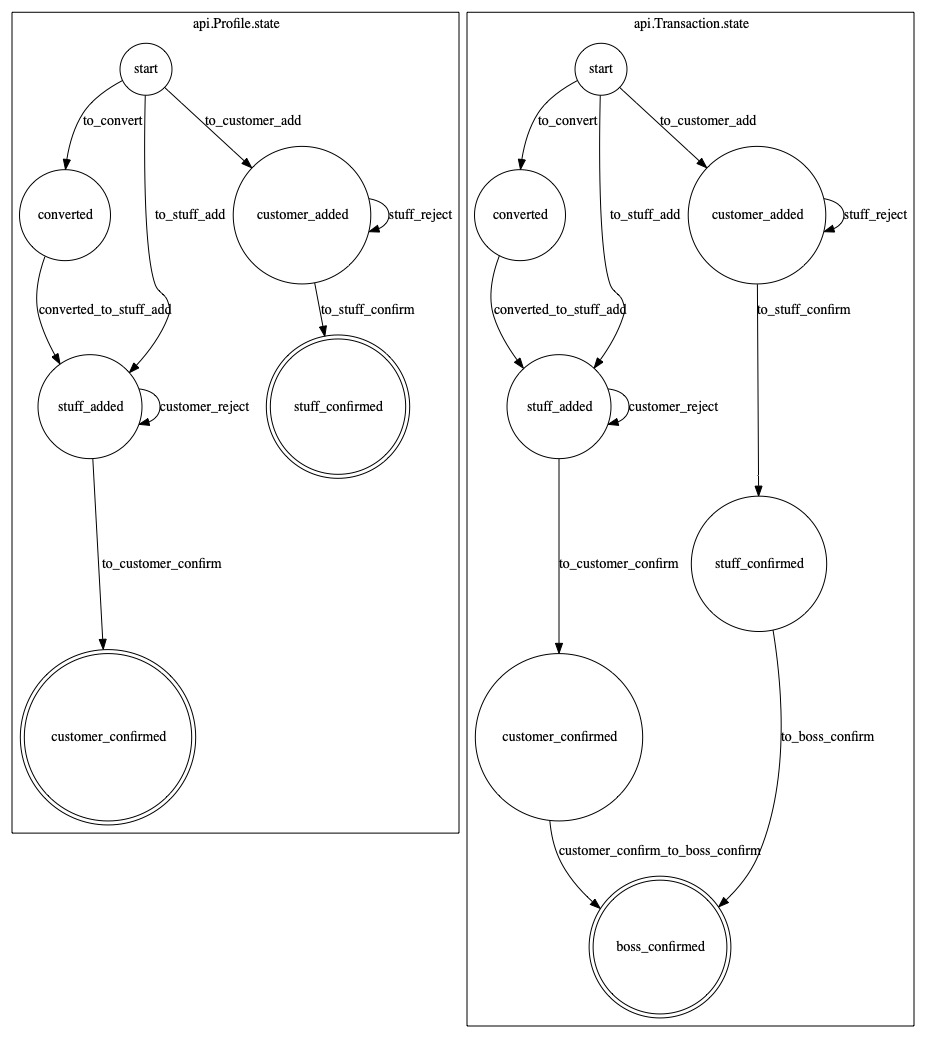 api.Profile.state
start
to_convert
to_customer_add
converted
to_stuff_add
customer_added
stuff_reject
converted_to_stuff_add
to_stuff_confirm
stuff_added
customer_reject
stuff_confirmed
to_customer_confirm
customer_confirmed
api.Transaction.state
start
to_convert
to_customer_add
converted
to_stuff_add
customer_added
stuff_reject
converted_to_stuff_add
to_stuff_confirm
stuff_added
customer_reject
to_customer_confirm
stuff_confirmed
customer_confirmed
to_boss_confirm
customer_confirm_to_boss_confirm
boss_confirmed